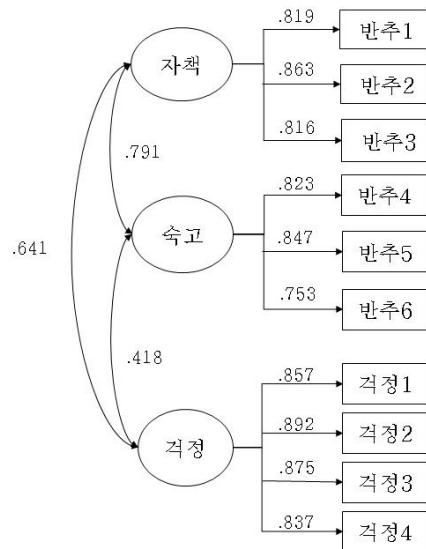 .819
반추1
자책
.863
반추2
.816
반추3
.791
.823
반추4
숙고
.847
반추5
.641
.753
반추6
.418
.857
걱정1
.892
걱정2
걱정
.875
걱정3
.837
걱정4